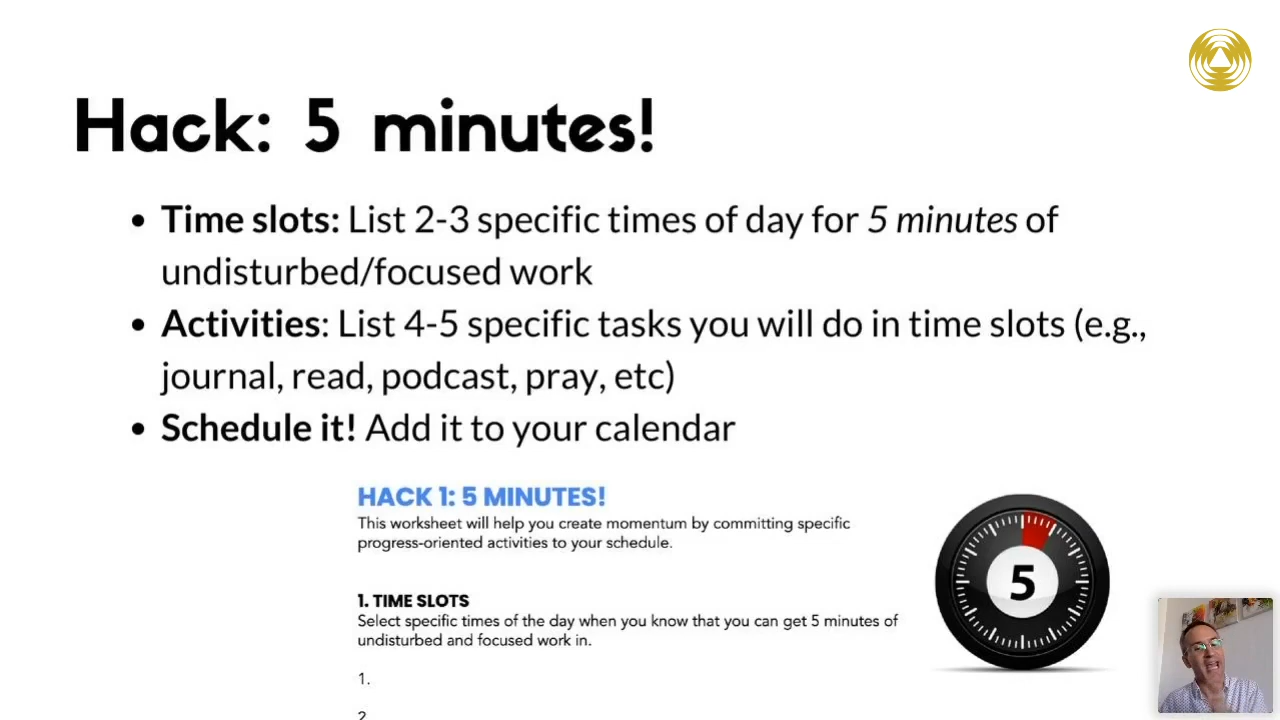 Hack: 5 minutes!
• Time slots: List 2-3 specific times of day for 5 minutes of
undisturbed/focused work
• Activities: List 4-5 specific tasks you will do in time slots (e.g.,
journal, read, podcast, pray, etc)
• Schedule it! Add it to your calendar
HACK 1: 5 MINUTES!
This worksheet will help you create momentum by committing specific
progress-oriented activities to your schedule.
1. TIME SLOTS
Select specific times of the day when you know that you can get 5 minutes of
undisturbed and focused work in.
1.
2
5